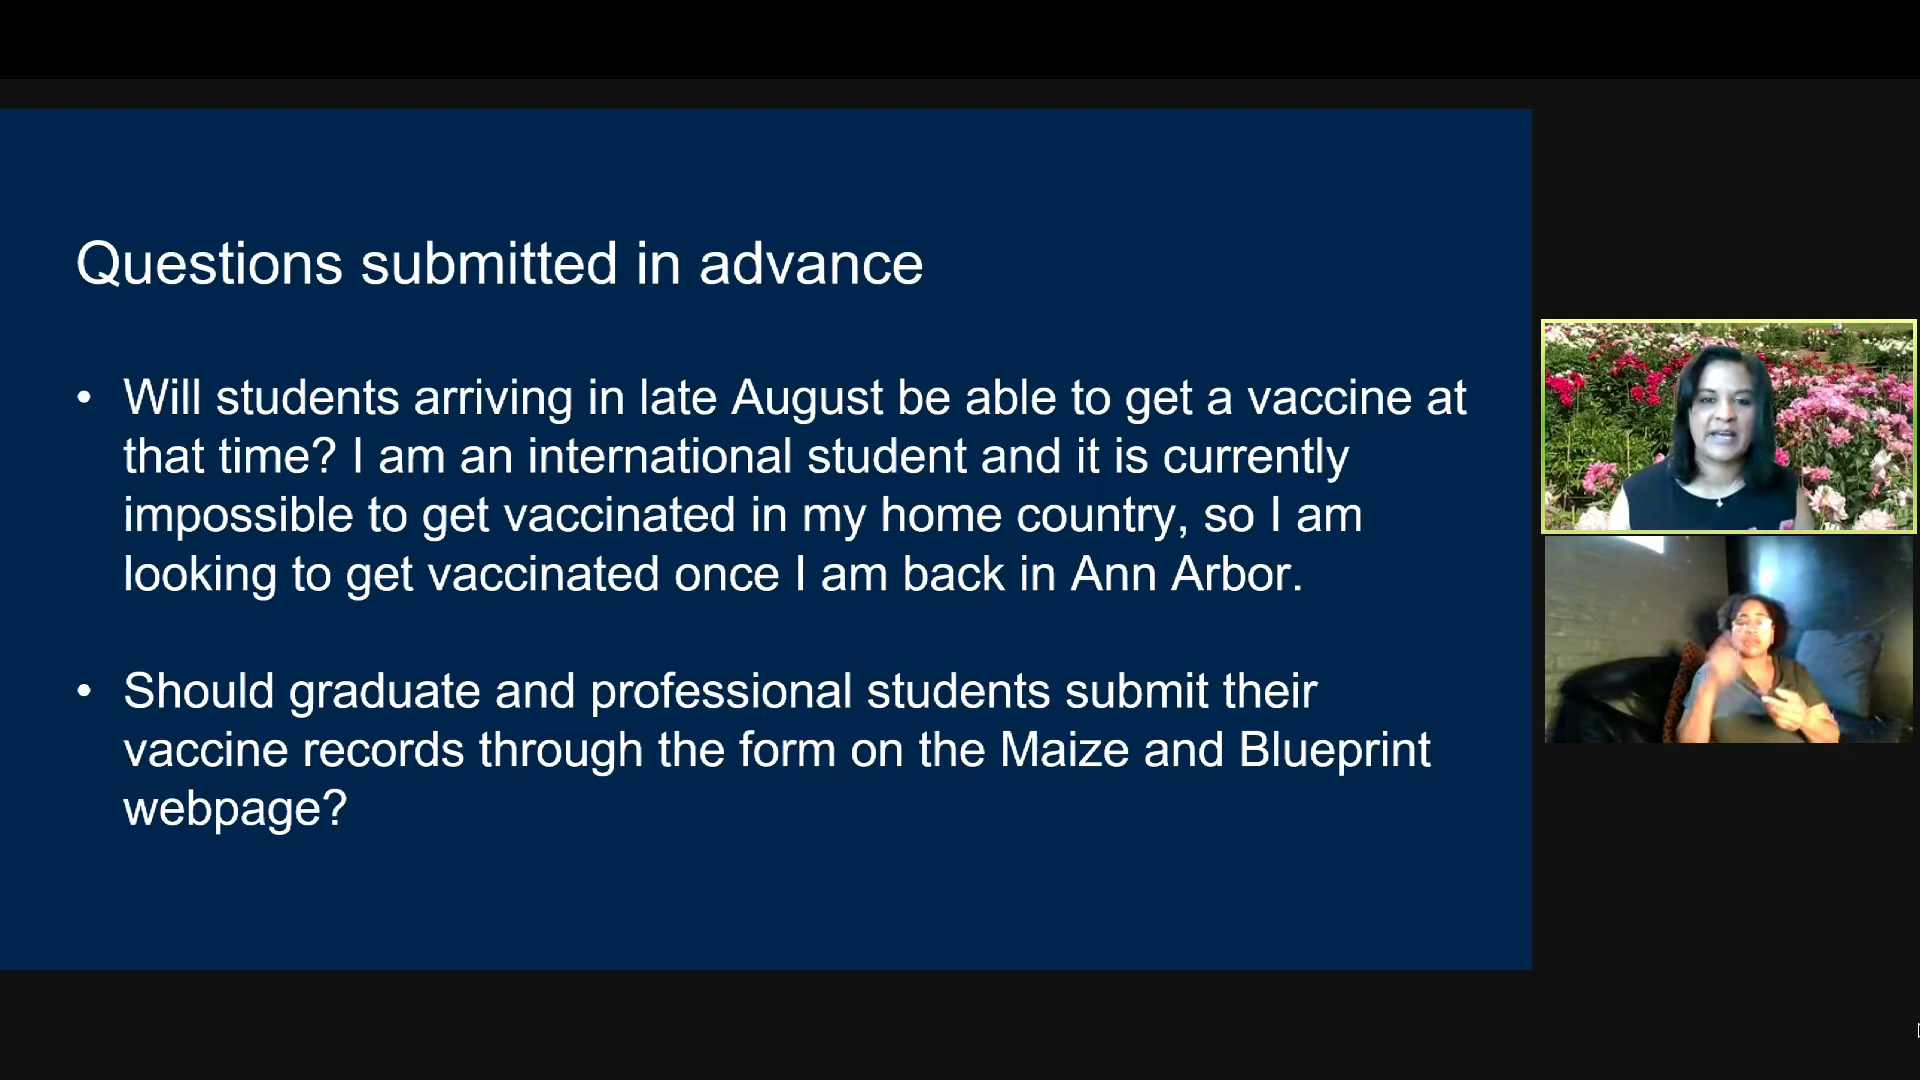 Questions submitted in advance
• Will students arriving in late August be able to get a vaccine at
that time? I am an international student and it is currently
impossible to get vaccinated in my home country, so I am
looking to get vaccinated once I am back in Ann Arbor.
• Should graduate and professional students submit their
vaccine records through the form on the Maize and Blueprint
webpage?